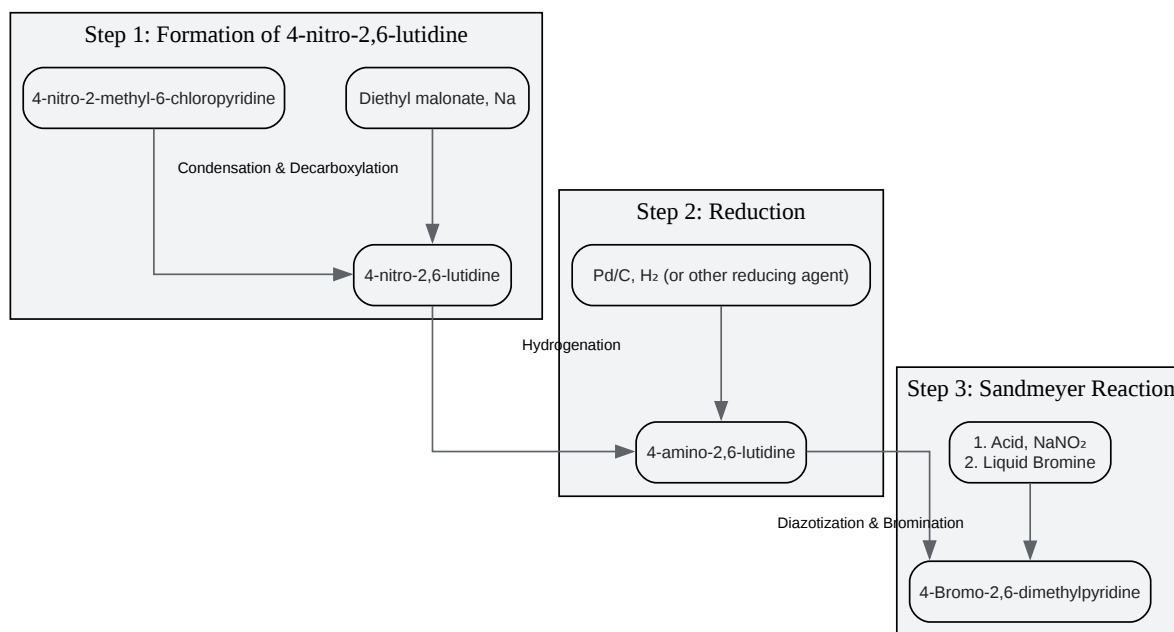 Step 1: Formation of 4-nitro-2,6-lutidine
4-nitro-2-methyl-6-chloropyridine
Diethyl malonate, Na
Condensation & Decarboxylation
4-nitro-2,6-lutidine
Step 2: Reduction
Pd/C, H₂ (or other reducing agent)
Hydrogenation
4-amino-2,6-lutidine
Step 3: Sandmeyer Reaction
1. Acid, NaNO₂
2. Liquid Bromine
Diazotization & Bromination
4-Bromo-2,6-dimethylpyridine